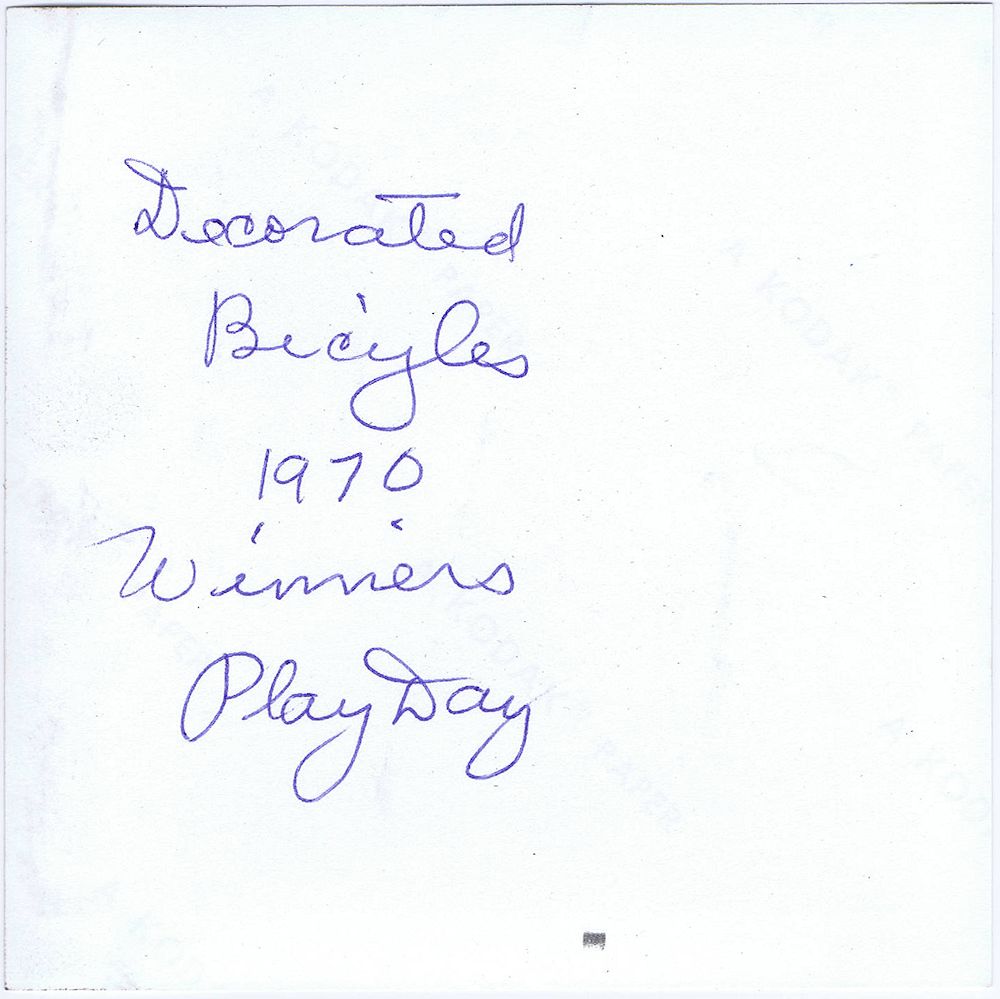 Decorated
Bicyles
1970
Winners
Play Day